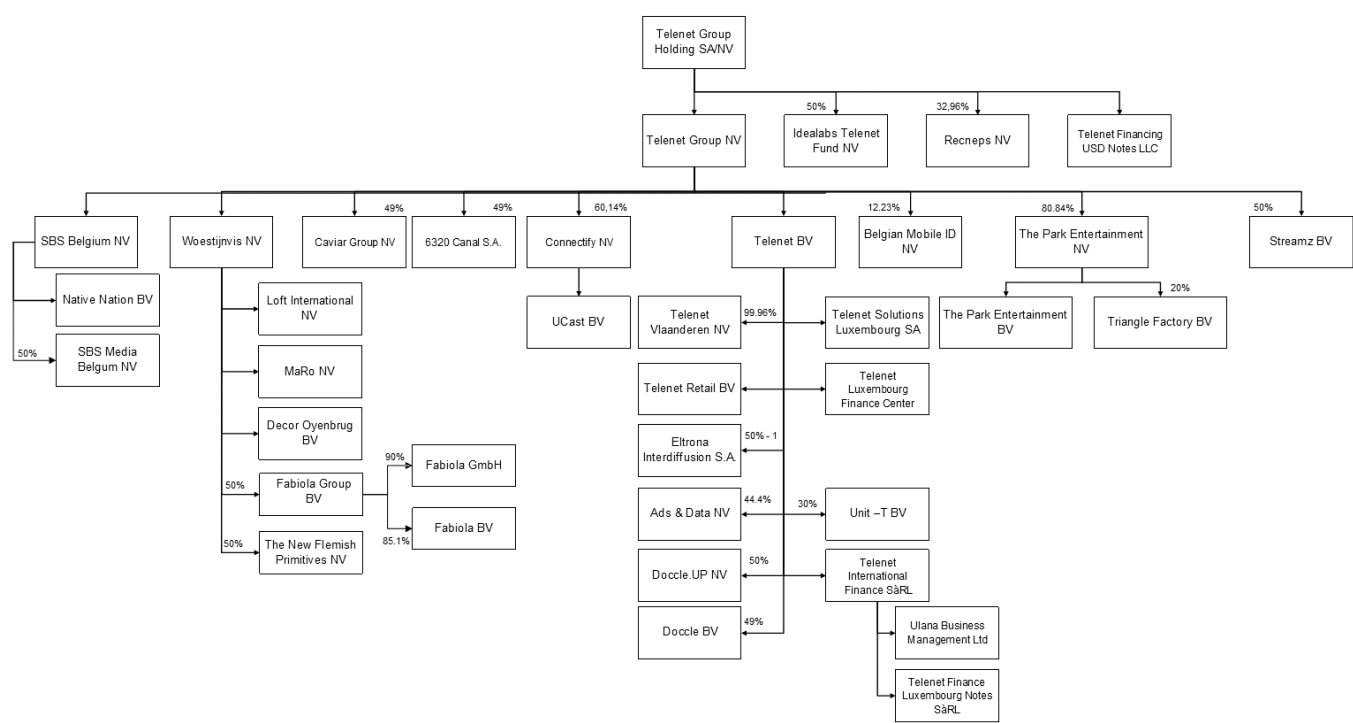 Telenet Group
Holding SA/NV
50%
32,96%
Telenet Group NV
Idealabs Telenet
Fund NV
Recneps NV
Telenet Financing
USD Notes LLC
49%
49%
60,14%
12.23%
80.84%
50%
SBS Belgium NV
Woestijnvis NV
Caviar Group NV
6320 Canal S.A.
Connectify NV
Telenet BV
Belgian Mobile ID
NV
The Park Entertainment
NV
Streamz BV
Native Nation BV
50%
SBS Media
Belgum NV
Loft International
NV
MaRo NV
Decor Oyenbrug
BV
50%
Fabiola Group
BV
90%
Fabiola GmbH
85.1%
Fabiola BV
50%
The New Flemish
Primitives NV
UCast BV
Telenet
Vlaanderen NV
99.96%
Telenet Solutions
Luxembourg SA
Telenet Retail BV
Telenet
Luxembourg
Finance Center
Eltrona
Interdiffusion S.A.
50% - 1
Ads & Data NV
44.4%
30%
Unit –T BV
Doccle.UP NV
50%
Telenet
International
Finance SàRL
Doccle BV
49%
Ulana Business
Management Ltd
Telenet Finance
Luxembourg Notes
SàRL
The Park Entertainment
BV
20%
Triangle Factory BV